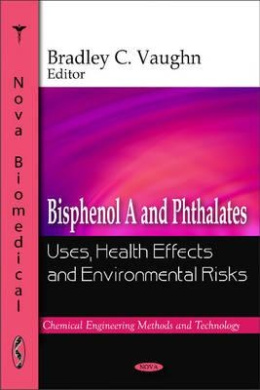 Bradley C. Vaughn
Editor
Nova Biomedical
Bisphenol A and Phthalates
Uses, Health Effects
and Environmental Risks
Chemical Engineering Methods and Technology
NOVA